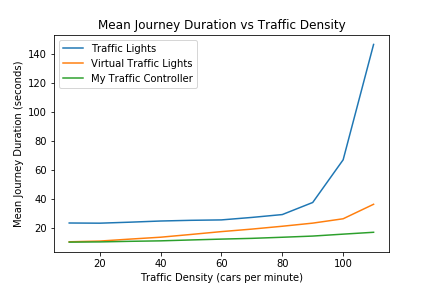 Mean Journey Duration vs Traffic Density
Traffic Lights
Virtual Traffic Lights
My Traffic Controller
Mean Journey Duration (seconds)
140
120
100
80
60
40
20
20 40 60 80 100
Traffic Density (cars per minute)